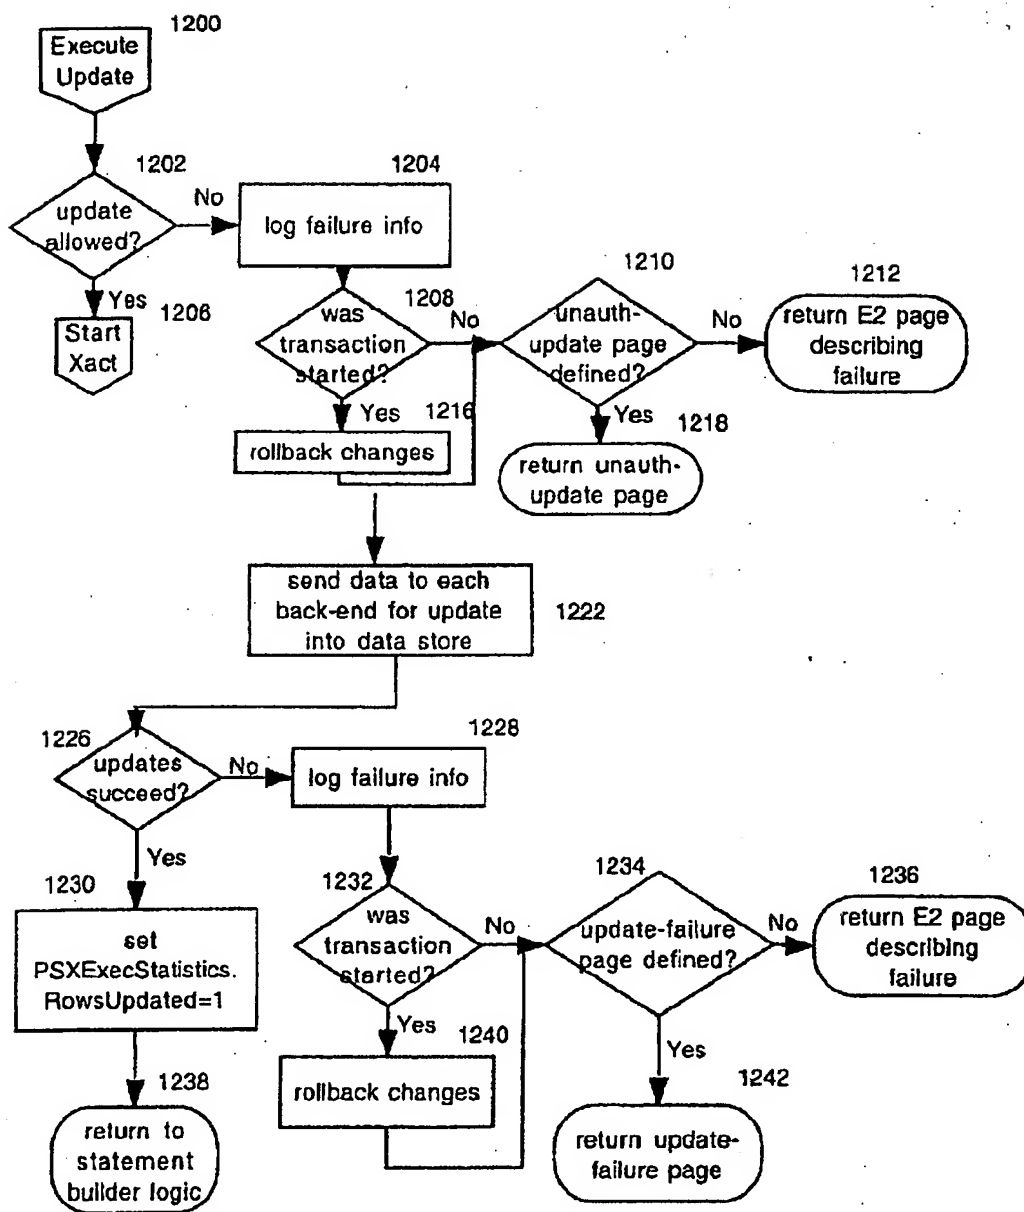 1200
Execute
Update
1202
update
allowed?
No
1204
log failure info
Yes
1206
Start
Xact
1208
was
transaction
started?
No
1210
unauth-
update page
defined?
No
1212
return E2 page
describing
failure
Yes
1216
rollback changes
Yes
1218
return unauth-
update page
send data to each
back-end for update
into data store
1222
1226
updates
succeed?
No
1228
log failure info
Yes
1230
set
PSXExecStatistics.
RowsUpdated=1
1232
was
transaction
started?
No
1234
update-failure
page defined?
No
1236
return E2 page
describing
failure
Yes
1240
rollback changes
Yes
1242
return update-
failure page
1238
return to
statement
builder logic